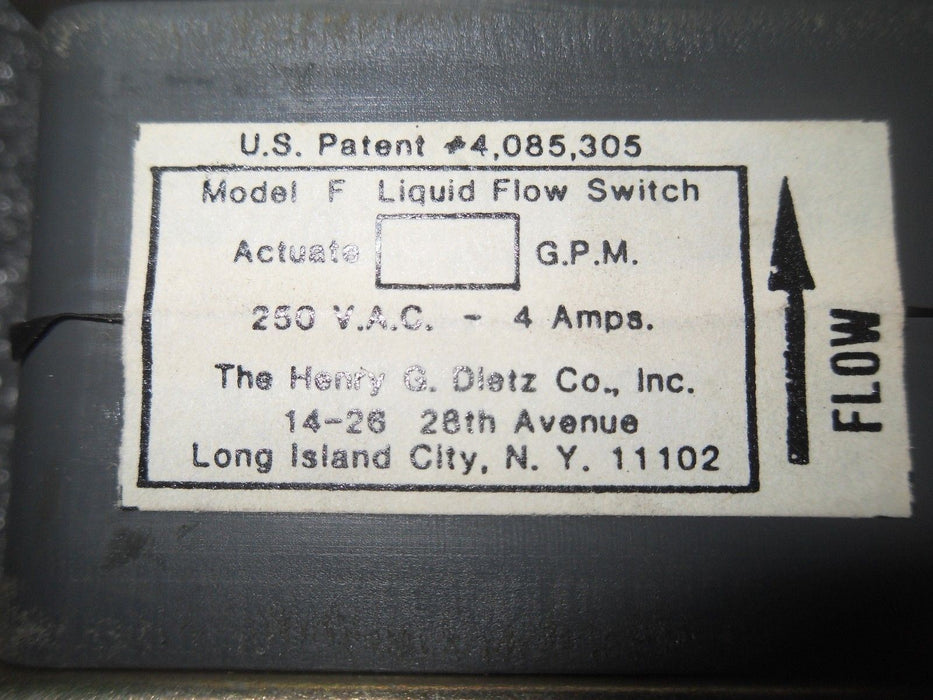 U.S. Patent #4,085,305
Model F Liquid Flow Switch
Actuate G.P.M.
250 V.A.C. - 4 Amps.
The Henry G. Dietz Co., Inc.
14-26 28th Avenue
Long Island City, N. Y. 11102
FLOW